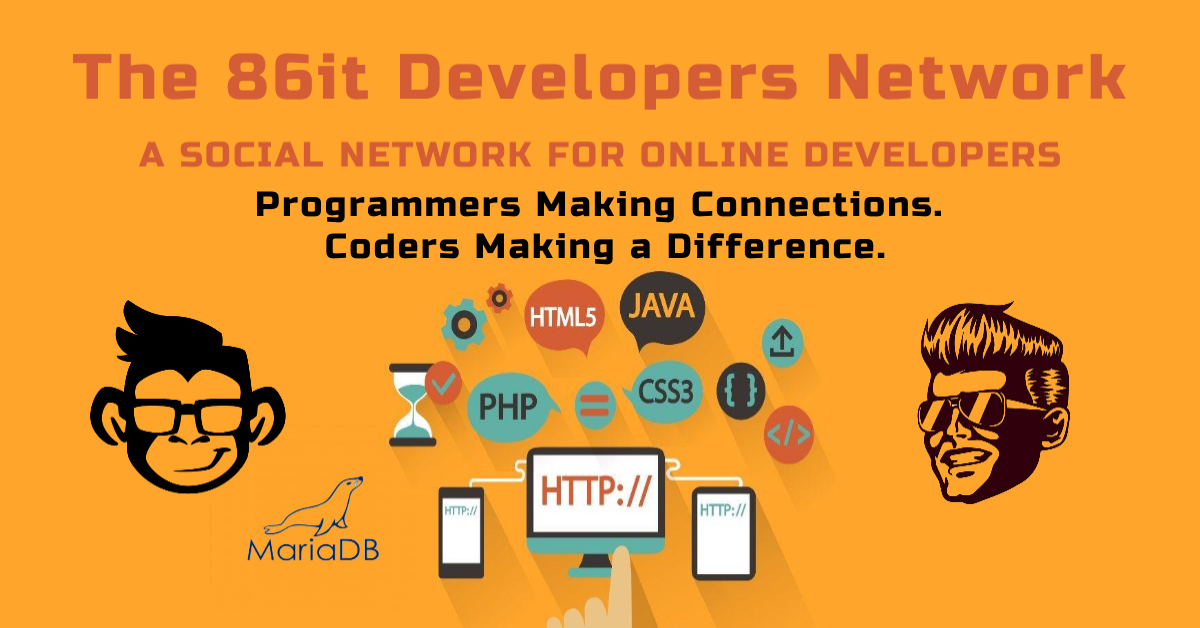 The 86it Developers Network
A SOCIAL NETWORK FOR ONLINE DEVELOPERS
Programmers Making Connections.
Coders Making a Difference.
HTML5
JAVA
PHP
=
CSS3
{ }
</>
HTTP://
HTTP://
HTTP://
MariaDB